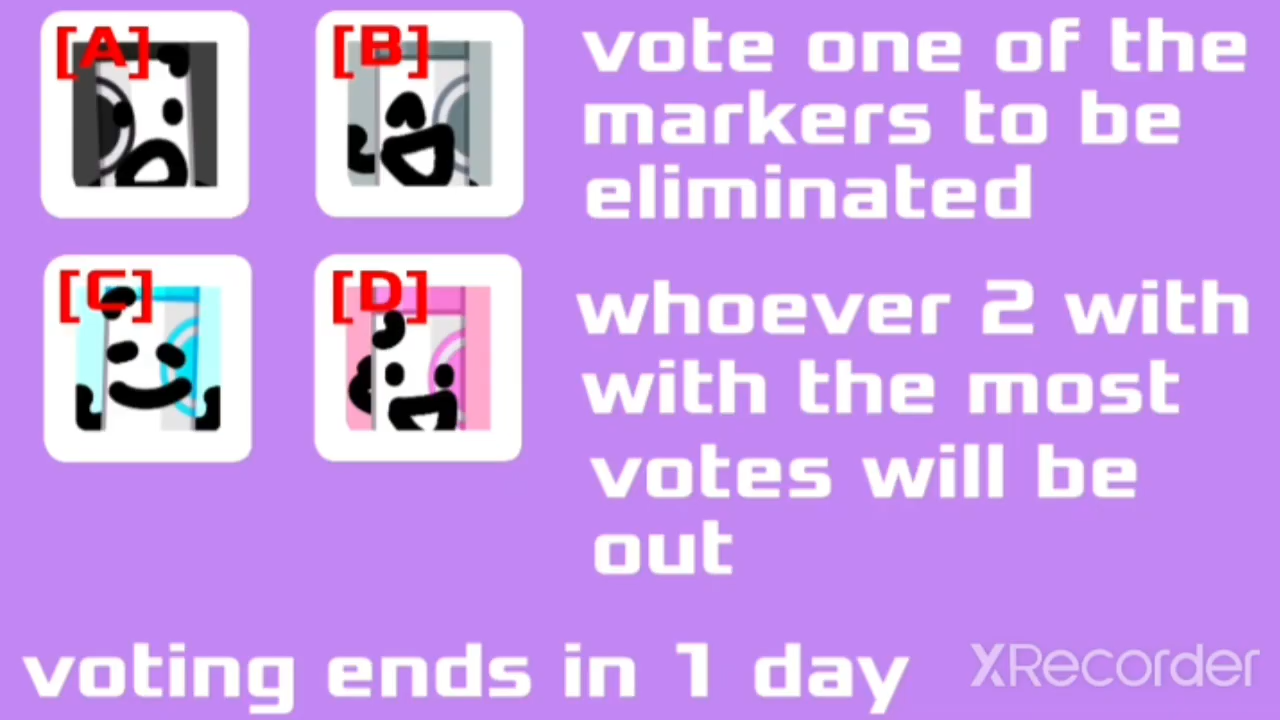 [A]
[B]
vote one of the
markers to be
eliminated
[C]
[D]
whoever 2 with
with the most
votes will be
out
voting ends in 1 day
XRecorder